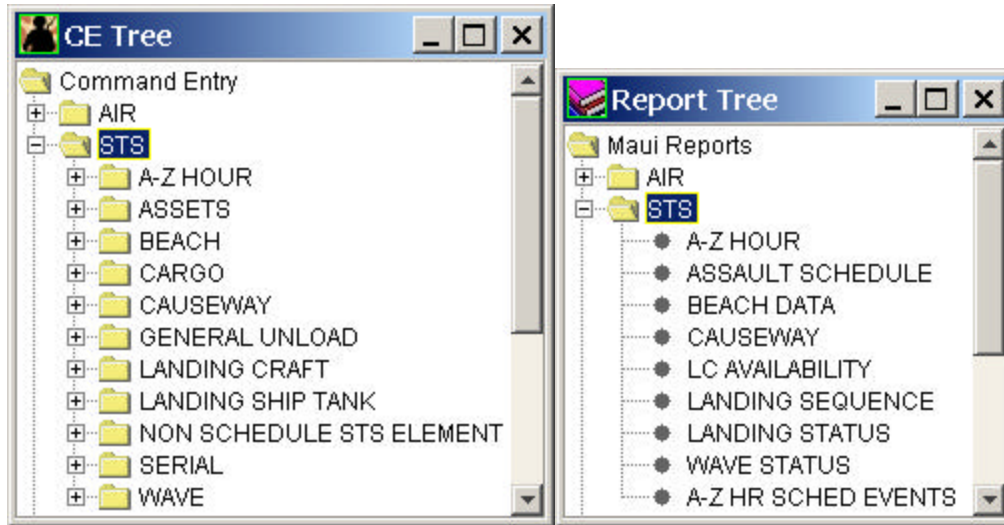 CE Tree
Command Entry
AIR
STS
A-Z HOUR
ASSETS
BEACH
CARGO
CAUSEWAY
GENERAL UNLOAD
LANDING CRAFT
LANDING SHIP TANK
NON SCHEDULE STS ELEMENT
SERIAL
WAVE
Report Tree
Maui Reports
AIR
STS
A-Z HOUR
ASSAULT SCHEDULE
BEACH DATA
CAUSEWAY
LC AVAILABILITY
LANDING SEQUENCE
LANDING STATUS
WAVE STATUS
A-Z HR SCHED EVENTS